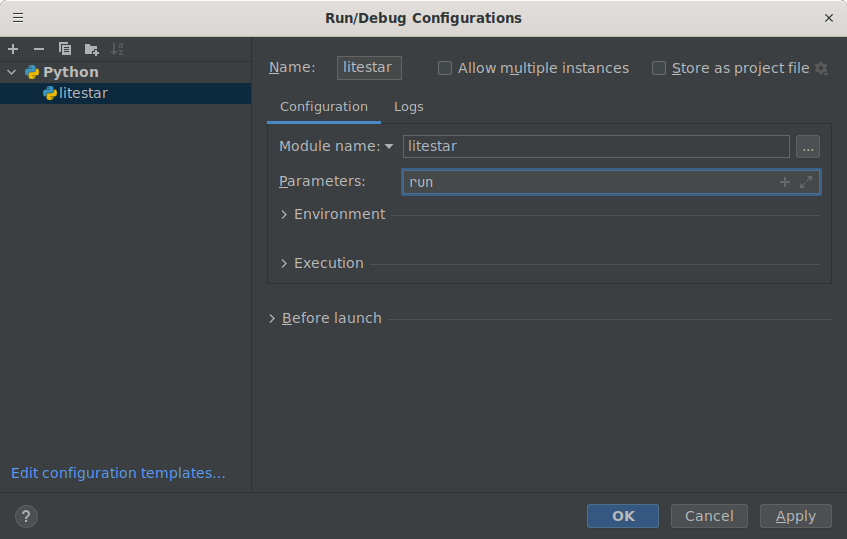 Run/Debug Configurations
Python
litestar
Name: litestar Allow multiple instances Store as project file
Configuration Logs
Module name: litestar ...
Parameters: run
Environment
Execution
Before launch
Edit configuration templates...
? OK Cancel Apply